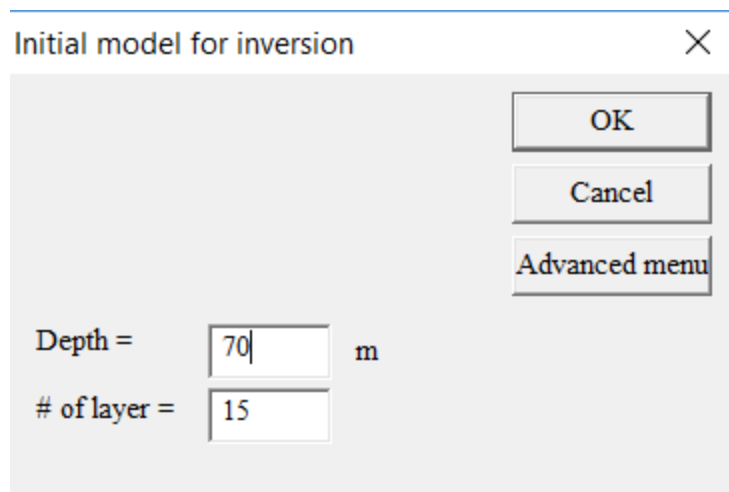 Initial model for inversion
OK
Cancel
Advanced menu
Depth = 70 m
# of layer = 15